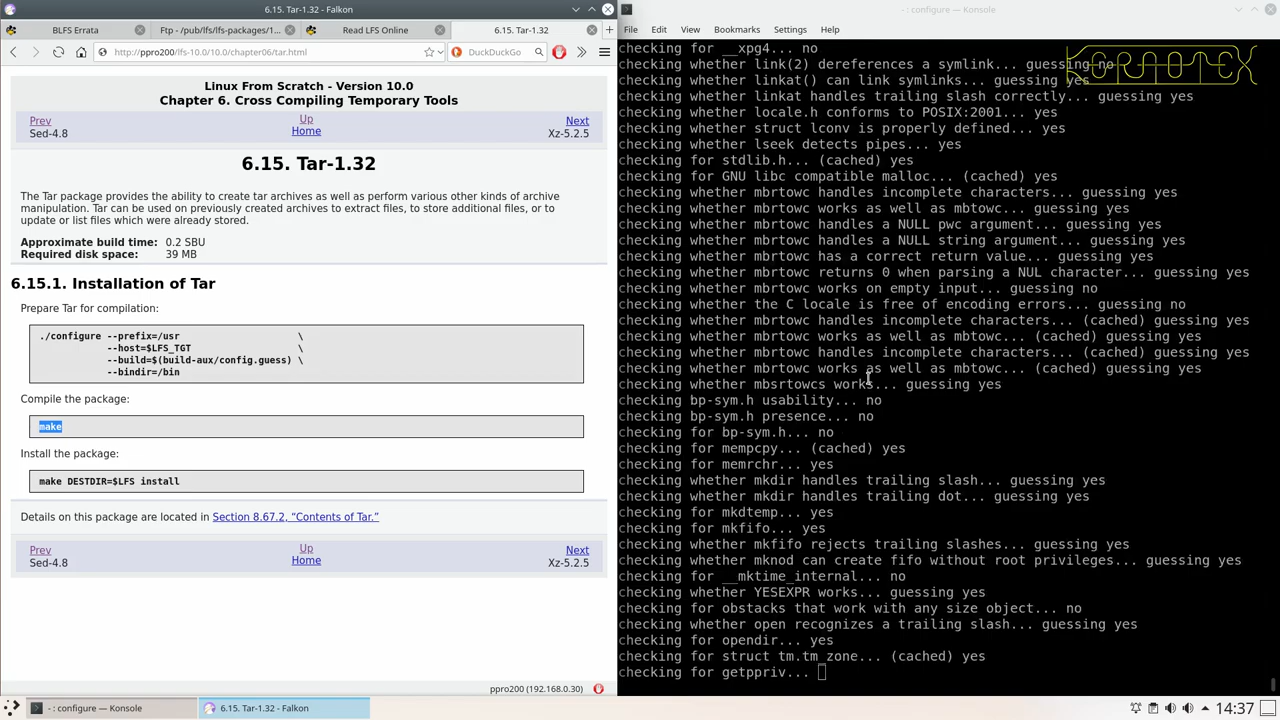 6.15. Tar-1.32 - Falkon
BLFS Errata
Ftp - /pub/lfs/lfs-packages/1...
Read LFS Online
6.15. Tar-1.32
http://ppro200/lfs-10.0/10.0/chapter06/tar.html
DuckDuckGo
Linux From Scratch - Version 10.0
Chapter 6. Cross Compiling Temporary Tools
Prev
Up
Next
Sed-4.8
Home
Xz-5.2.5
6.15. Tar-1.32
The Tar package provides the ability to create tar archives as well as perform various other kinds of archive
manipulation. Tar can be used on previously created archives to extract files, to store additional files, or to
update or list files which were already stored.
Approximate build time: 0.2 SBU
Required disk space: 39 MB
6.15.1. Installation of Tar
Prepare Tar for compilation:
./configure --prefix=/usr \
--host=$LFS_TGT \
--build=$(build-aux/config.guess) \
--bindir=/bin
Compile the package:
make
Install the package:
make DESTDIR=$LFS install
Details on this package are located in Section 8.67.2, “Contents of Tar.”
Prev
Up
Next
Sed-4.8
Home
Xz-5.2.5
ppro200 (192.168.0.30)
- : configure — Konsole
File Edit View Bookmarks Settings Help
KERAOTEX
checking for __xpg4... no
checking whether link(2) dereferences a symlink... guessing no
checking whether linkat() can link symlinks... guessing yes
checking whether linkat handles trailing slash correctly... guessing yes
checking whether locale.h conforms to POSIX:2001... yes
checking whether struct lconv is properly defined... yes
checking whether lseek detects pipes... yes
checking for stdlib.h... (cached) yes
checking for GNU libc compatible malloc... (cached) yes
checking whether mbrtowc handles incomplete characters... guessing yes
checking whether mbrtowc works as well as mbtowc... guessing yes
checking whether mbrtowc handles a NULL pwc argument... guessing yes
checking whether mbrtowc handles a NULL string argument... guessing yes
checking whether mbrtowc has a correct return value... guessing yes
checking whether mbrtowc returns 0 when parsing a NUL character... guessing yes
checking whether mbrtowc works on empty input... guessing no
checking whether the C locale is free of encoding errors... guessing no
checking whether mbrtowc handles incomplete characters... (cached) guessing yes
checking whether mbrtowc works as well as mbtowc... (cached) guessing yes
checking whether mbrtowc handles incomplete characters... (cached) guessing yes
checking whether mbrtowc works as well as mbtowc... (cached) guessing yes
checking whether mbsrtowcs works... guessing yes
checking bp-sym.h usability... no
checking bp-sym.h presence... no
checking for bp-sym.h... no
checking for mempcpy... (cached) yes
checking for memrchr... yes
checking whether mkdir handles trailing slash... guessing yes
checking whether mkdir handles trailing dot... guessing yes
checking for mkdtemp... yes
checking for mkfifo... yes
checking whether mkfifo rejects trailing slashes... guessing yes
checking whether mknod can create fifo without root privileges... guessing yes
checking for __mktime_internal... no
checking whether YESEXPR works... guessing yes
checking for obstacks that work with any size object... no
checking whether open recognizes a trailing slash... guessing yes
checking for opendir... yes
checking for struct tm.tm_zone... (cached) yes
checking for getppriv...
- : configure — Konsole
6.15. Tar-1.32 - Falkon
14:37